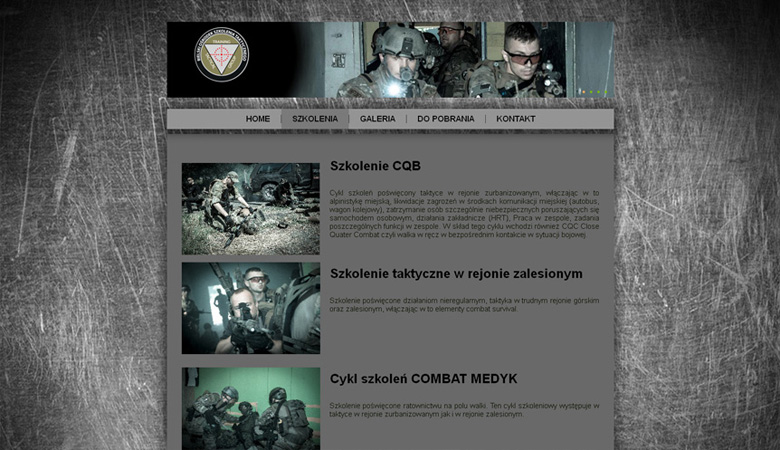 TRAINING
HOME
SZKOLENIA
GALERIA
DO POBRANIA
KONTAKT
Szkolenie CQB
Cykl szkoleń poświęcony taktyce w rejonie zurbanizowanym, włączając w to
alpinistykę miejską, likwidacje zagrożeń w środkach komunikacji miejskiej (autobus,
wagon kolejowy), zatrzymanie osób szczególnie niebezpiecznych poruszających się
samochodem osobowym, działania zakładnicze (HRT), Praca w zespole, zadania
poszczególnych funkcji w zespole. W skład tego cyklu wchodzi również CQC Close
Quater Combat czyli walka w ręcz w bezpośrednim kontakcie w sytuacji bojowej.
Szkolenie taktyczne w rejonie zalesionym
Szkolenie poświęcone działaniom nieregularnym, taktyka w trudnym rejonie górskim
oraz zalesionym, włączając w to elementy combat survival
Cykl szkoleń COMBAT MEDYK
Szkolenie poświęcone ratownictwu na polu walki. Ten cykl szkoleniowy występuje w
taktyce w rejonie zurbanizowanym jak i w rejonie zalesionym.